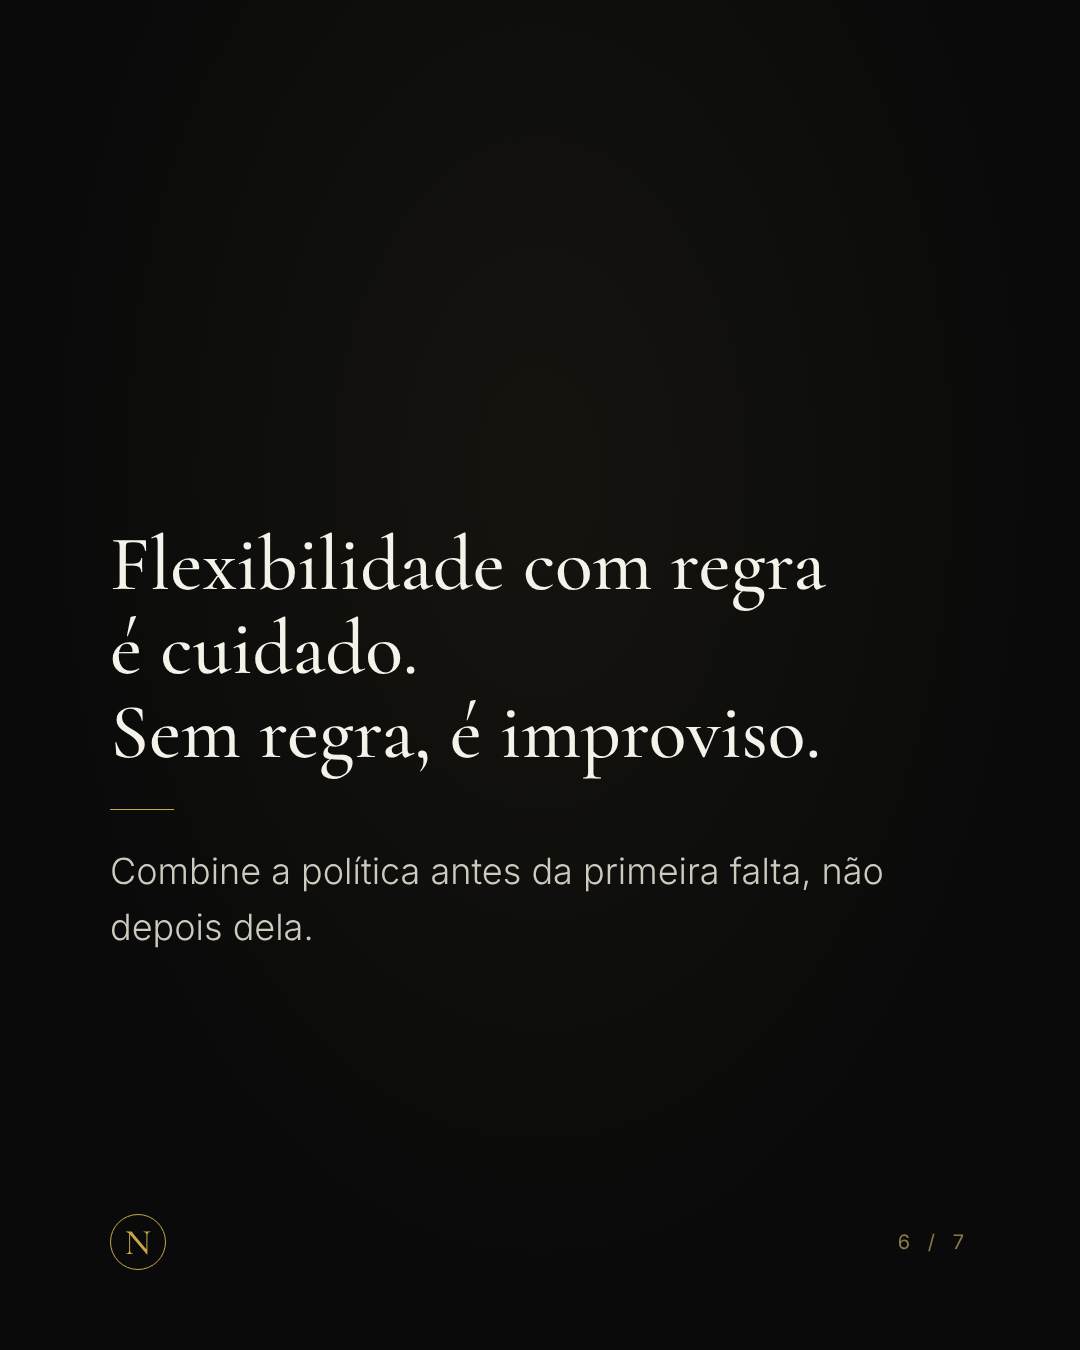 Flexibilidade com regra
é cuidado.
Sem regra, é improviso.
Combine a política antes da primeira falta, não
depois dela.
N
6 / 7